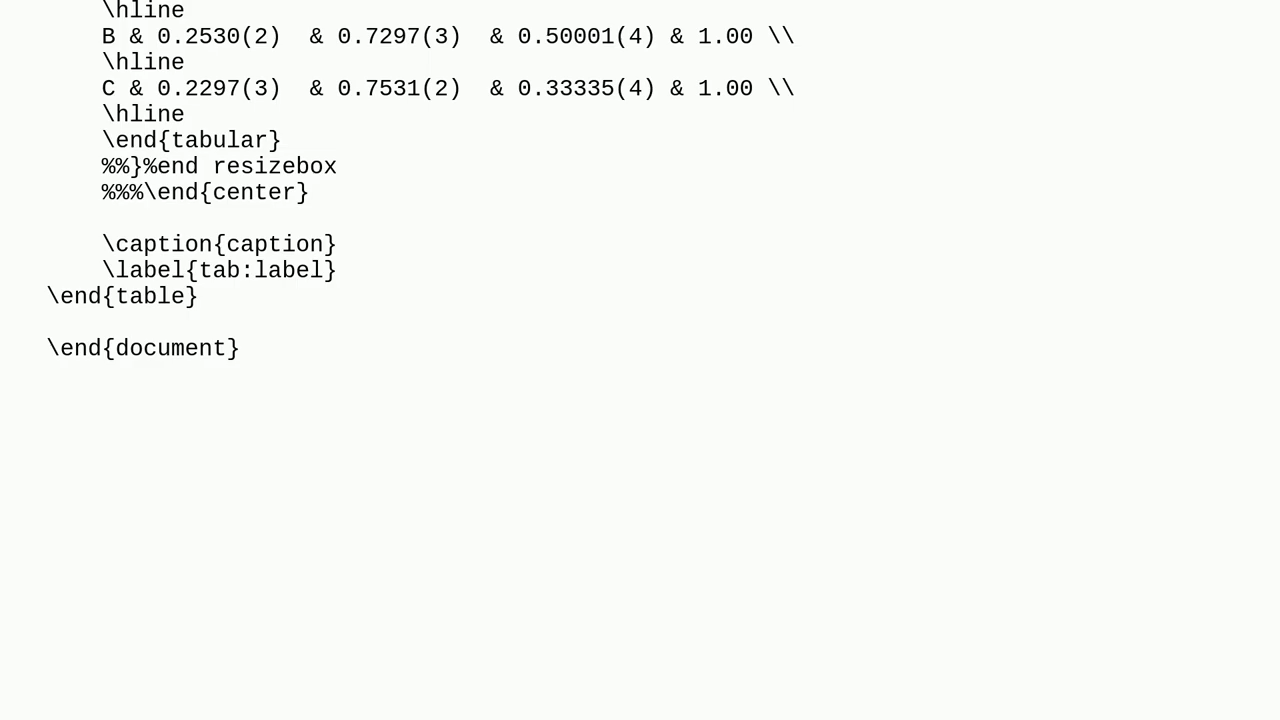 \hline
B & 0.2530(2)  & 0.7297(3)  & 0.50001(4) & 1.00 \\
\hline
C & 0.2297(3)  & 0.7531(2)  & 0.33335(4) & 1.00 \\
\hline
\end{tabular}
%%}%end resizebox
%%%\end{center}
\caption{caption}
\label{tab:label}
\end{table}
\end{document}